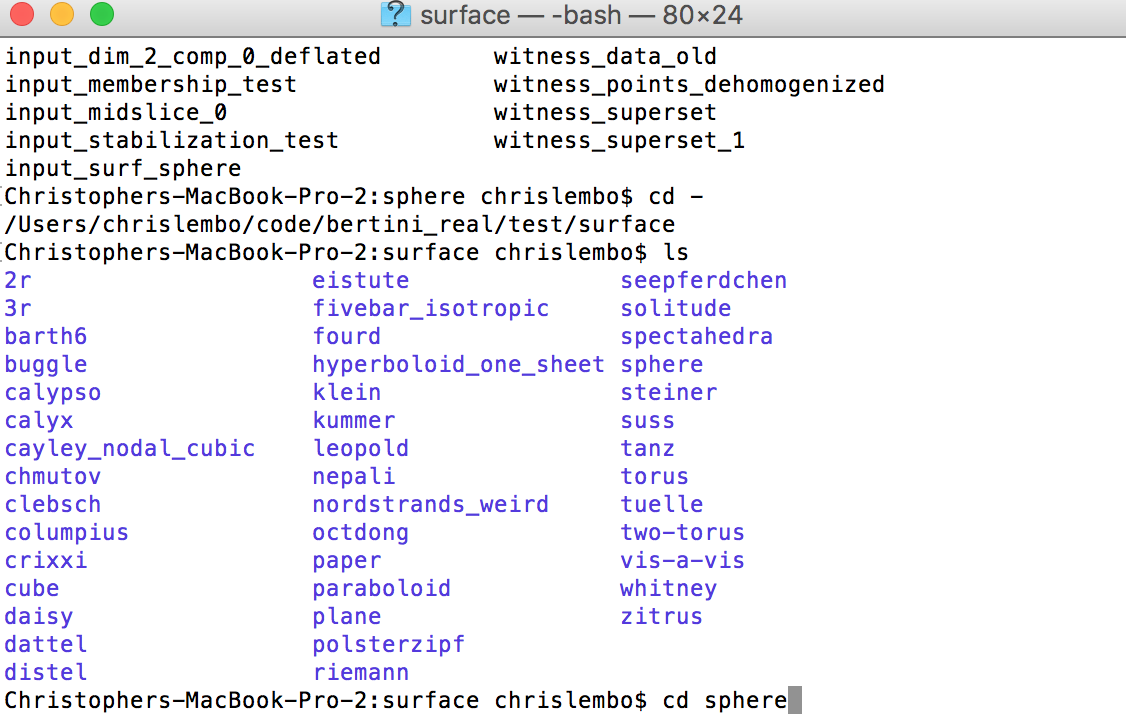 surface — -bash — 80×24
input_dim_2_comp_0_deflated witness_data_old
input_membership_test witness_points_dehomogenized
input_midslice_0 witness_superset
input_stabilization_test witness_superset_1
input_surf_sphere
Christophers-MacBook-Pro-2:sphere chrislembo$ cd -
/Users/chrislembo/code/bertini_real/test/surface
Christophers-MacBook-Pro-2:surface chrislembo$ ls
2r eistute seepferdchen
3r fivebar_isotropic solitude
barth6 fourd spectahedra
buggle hyperboloid_one_sheet sphere
calypso klein steiner
calyx kummer suss
cayley_nodal_cubic leopold tanz
chmutov nepali torus
clebsch nordstrands_weird tuelle
columpius octdong two-torus
crixxi paper vis-a-vis
cube paraboloid whitney
daisy plane zitrus
dattel polsterzipf
distel riemann
Christophers-MacBook-Pro-2:surface chrislembo$ cd sphere